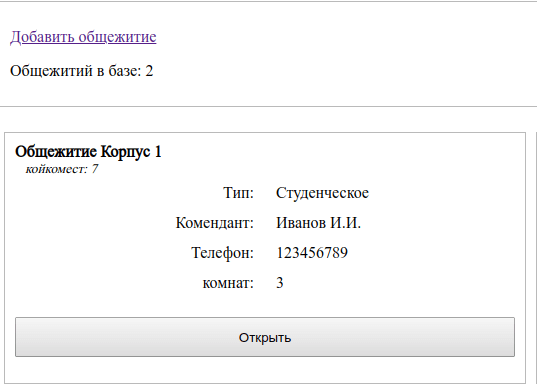 Добавить общежитие
Общежитий в базе: 2
Общежитие Корпус 1
койкомест: 7
Тип: Студенческое
Комендант: Иванов И.И.
Телефон: 123456789
комнат: 3
Открыть